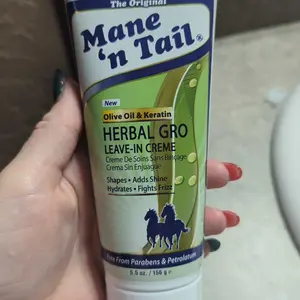 The Original
Mane
'n Tail®
New
Olive Oil & Keratin
HERBAL GRO
LEAVE-IN CREME
Creme De Soins Sans Rinçage
Crema Sin Enjuague
Shapes • Adds Shine
Hydrates • Fights Frizz
Free From Parabens & Petrolatum
5.5 oz. / 156 g